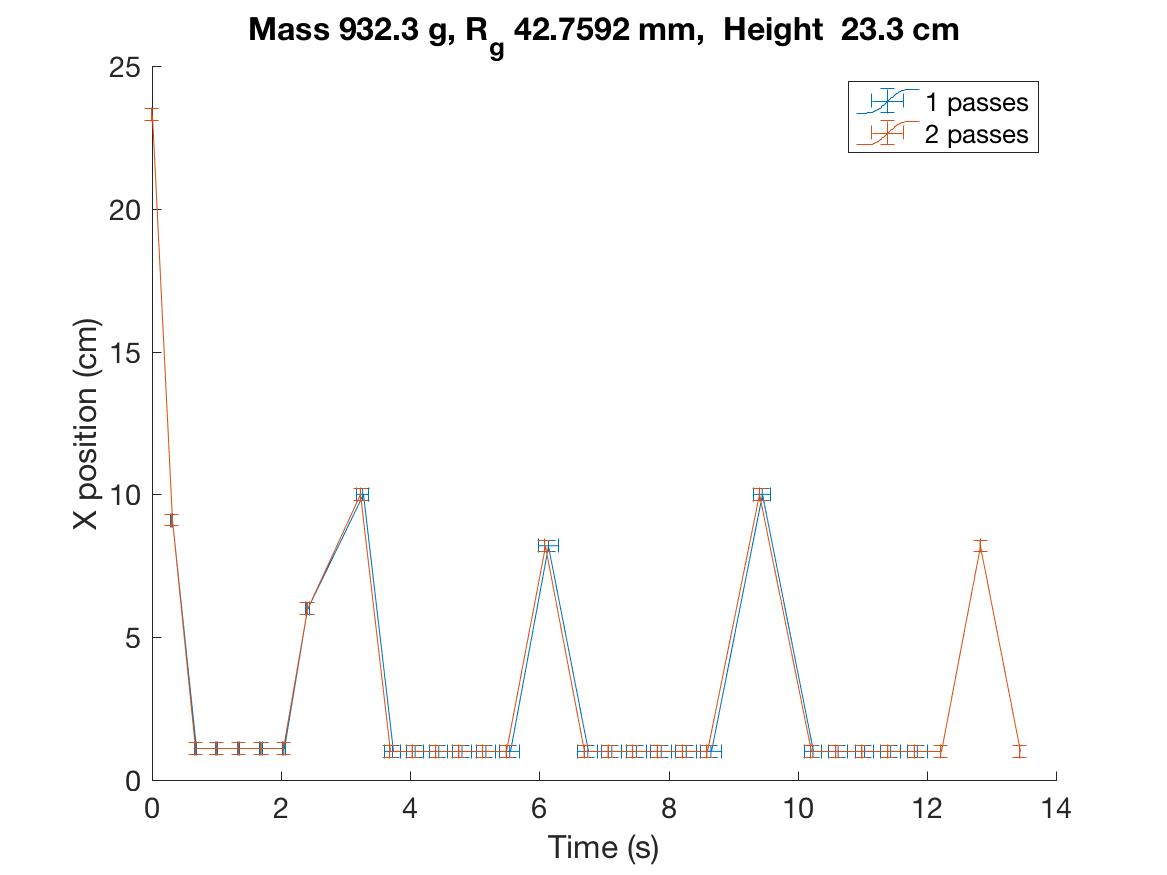 Mass 932.3 g, Rg 42.7592 mm, Height 23.3 cm
1 passes
2 passes
25
20
15
10
5
0
X position (cm)
0 2 4 6 8 10 12 14
Time (s)